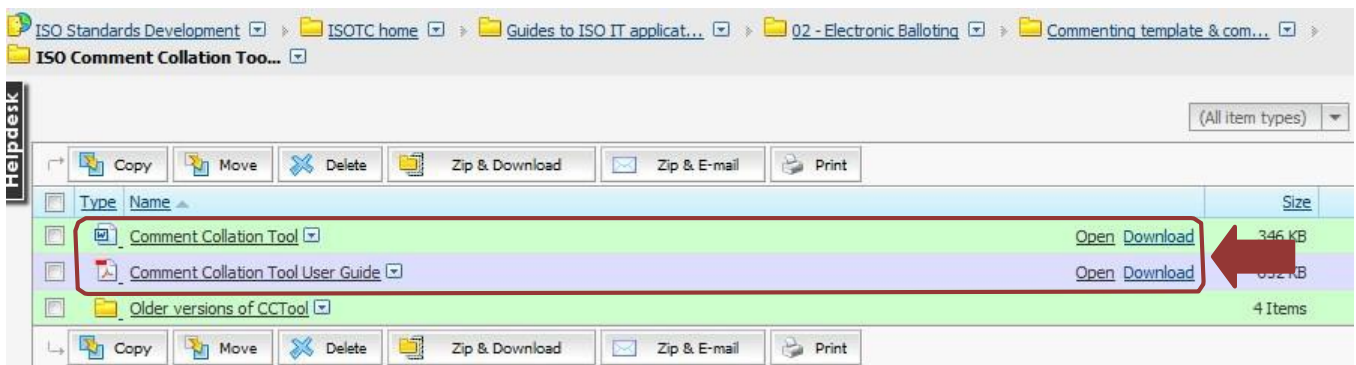 ISO Standards Development ISOTC home Guides to ISO IT applicat... 02 - Electronic Balloting Commenting template & com...
ISO Comment Collation Too...
Helpdesk
(All item types)
Copy Move Delete Zip & Download Zip & E-mail Print
Type Name Size
Comment Collation Tool Open Download 346 KB
Comment Collation Tool User Guide Open Download KB
Older versions of CCTool 4 Items
Copy Move Delete Zip & Download Zip & E-mail Print